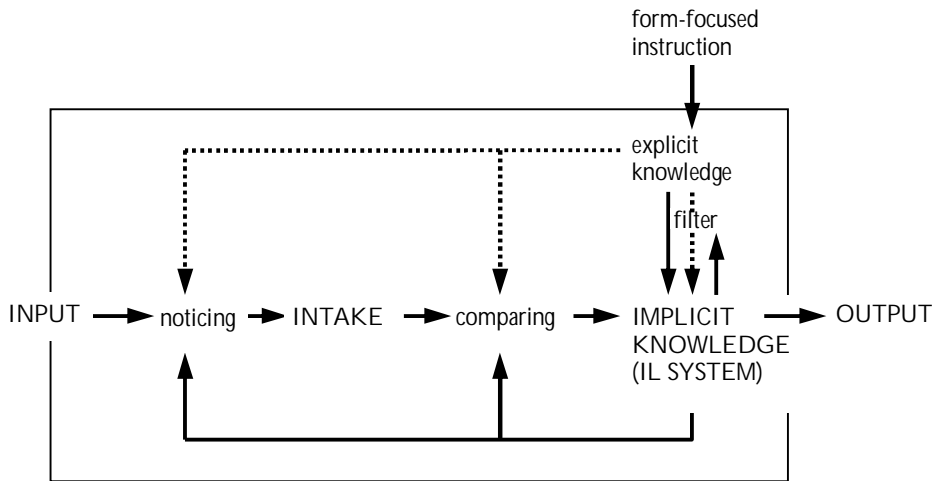 form-focused
instruction
explicit
knowledge
filter
INPUT noticing INTAKE comparing IMPLICIT OUTPUT
KNOWLEDGE
(IL SYSTEM)